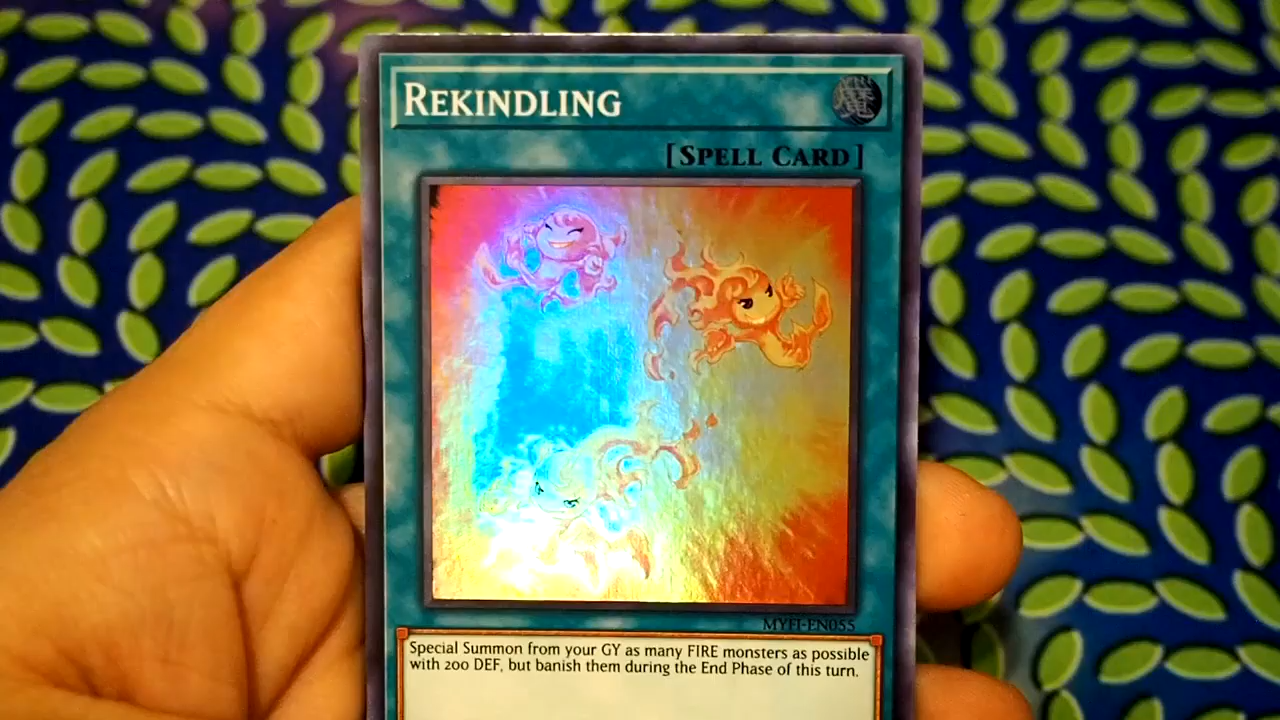 REKINDLING
魔
[SPELL CARD]
MYFI-EN055
Special Summon from your GY as many FIRE monsters as possible
with 200 DEF, but banish them during the End Phase of this turn.